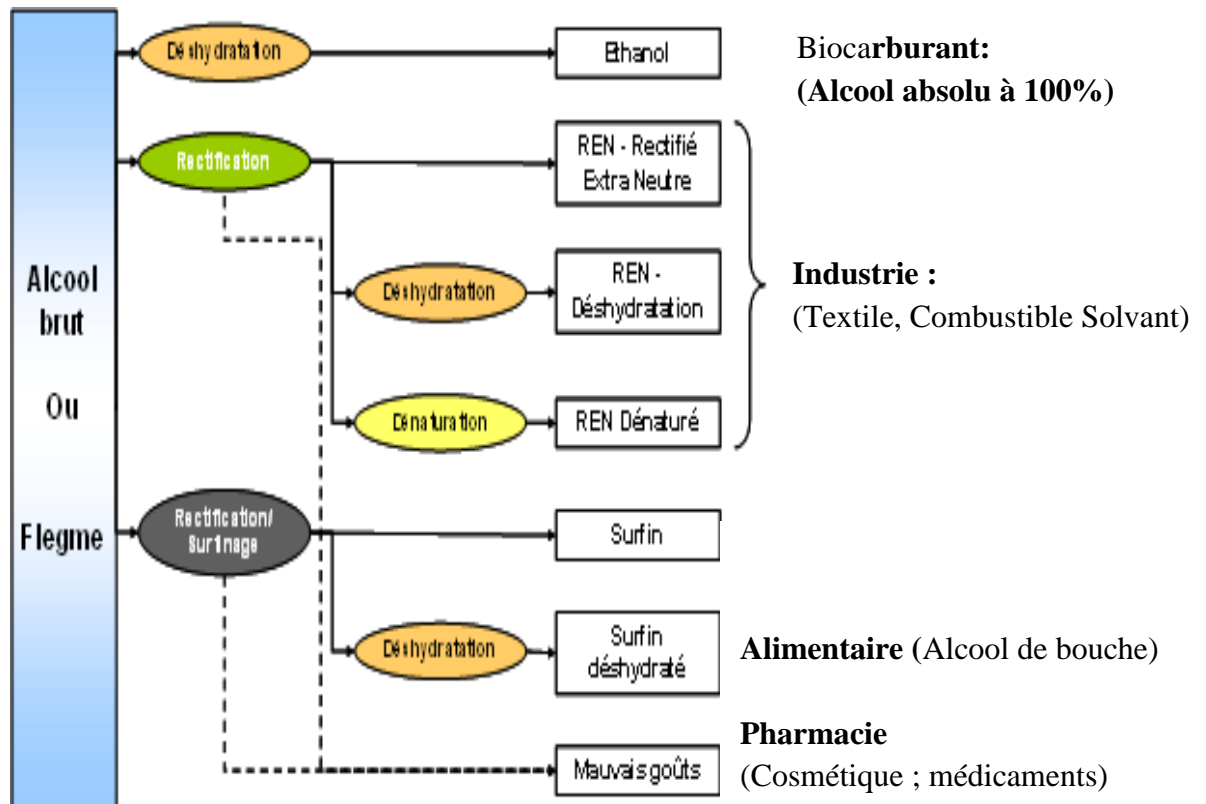 Déshydratation
Ethanol
Biocarburant:
(Alcool absolu à 100%)
Rectification
REN - Rectifié
Extra Neutre
Alcool
brut
Ou
Flegme
Déshydratation
REN -
Déshydratation
Industrie :
(Textile, Combustible Solvant)
Dénaturation
REN Dénaturé
Rectification/
Surfinage
Surfin
Déshydratation
Surfin
déshydraté
Alimentaire (Alcool de bouche)
Mauvais goûts
Pharmacie
(Cosmétique ; médicaments)